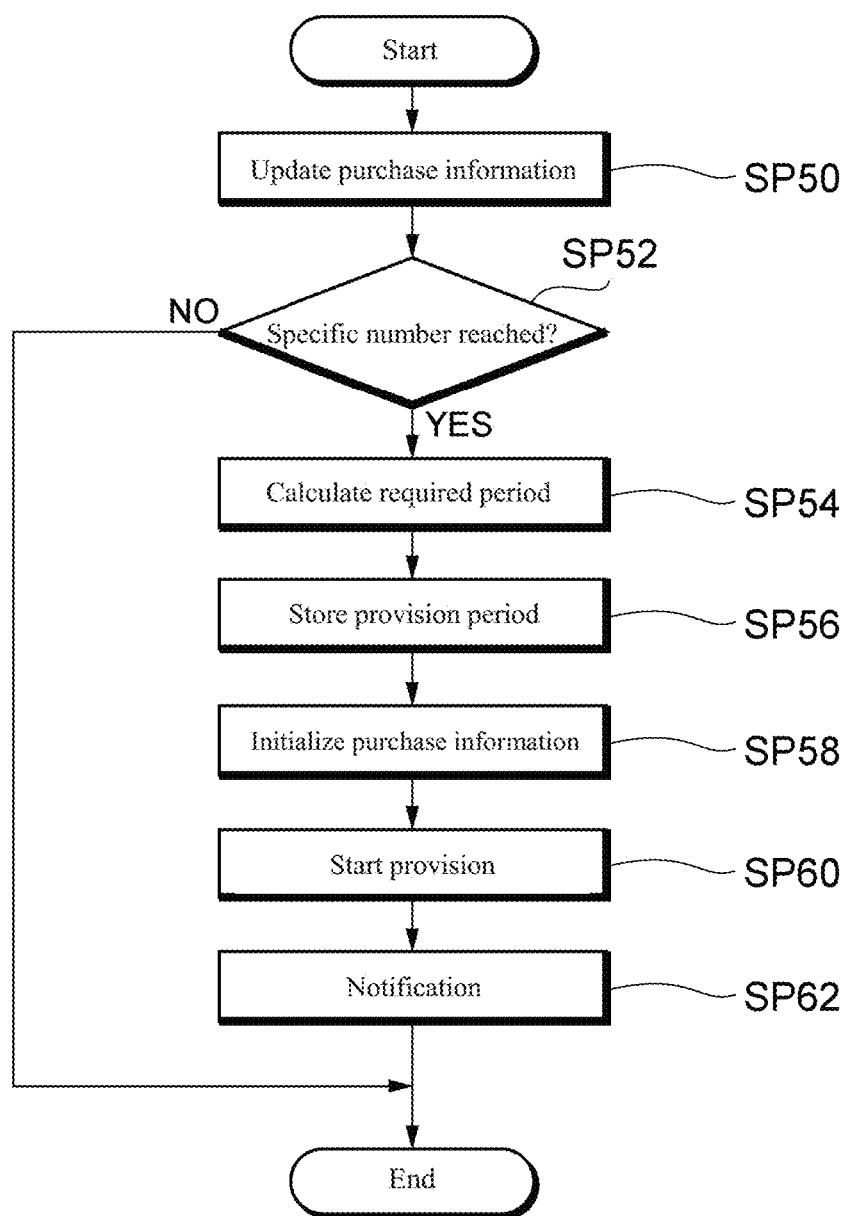 Start
Update purchase information
SP50
SP52
NO
Specific number reached?
YES
Calculate required period
SP54
Store provision period
SP56
Initialize purchase information
SP58
Start provision
SP60
Notification
SP62
End